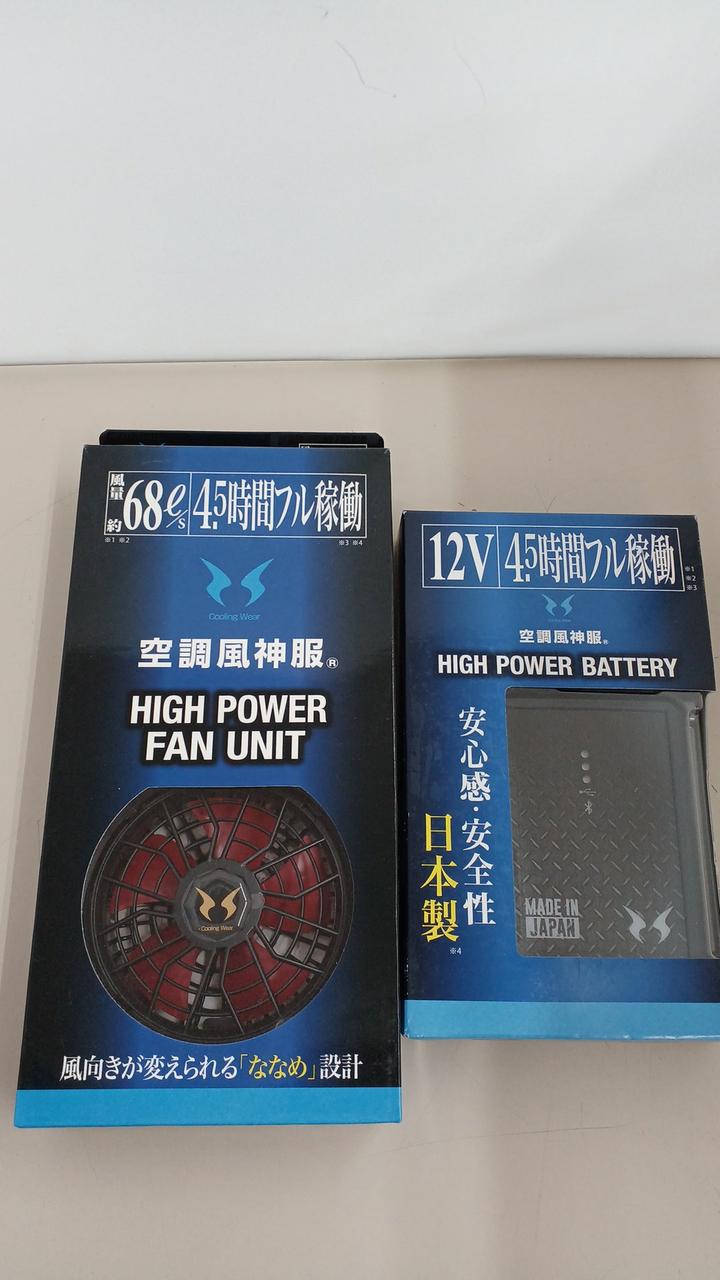 風量 約 68ℓ/s 4.5時間フル稼働
※1 ※2 ※3 ※4
Cooling Wear
空調風神服®
HIGH POWER
FAN UNIT
Cooling Wear
風向きが変えられる「ななめ」設計
12V 4.5時間フル稼働
※1
※2
※3
空調風神服®
HIGH POWER BATTERY
安心感・安全性
日本製
※4
MADE IN
JAPAN